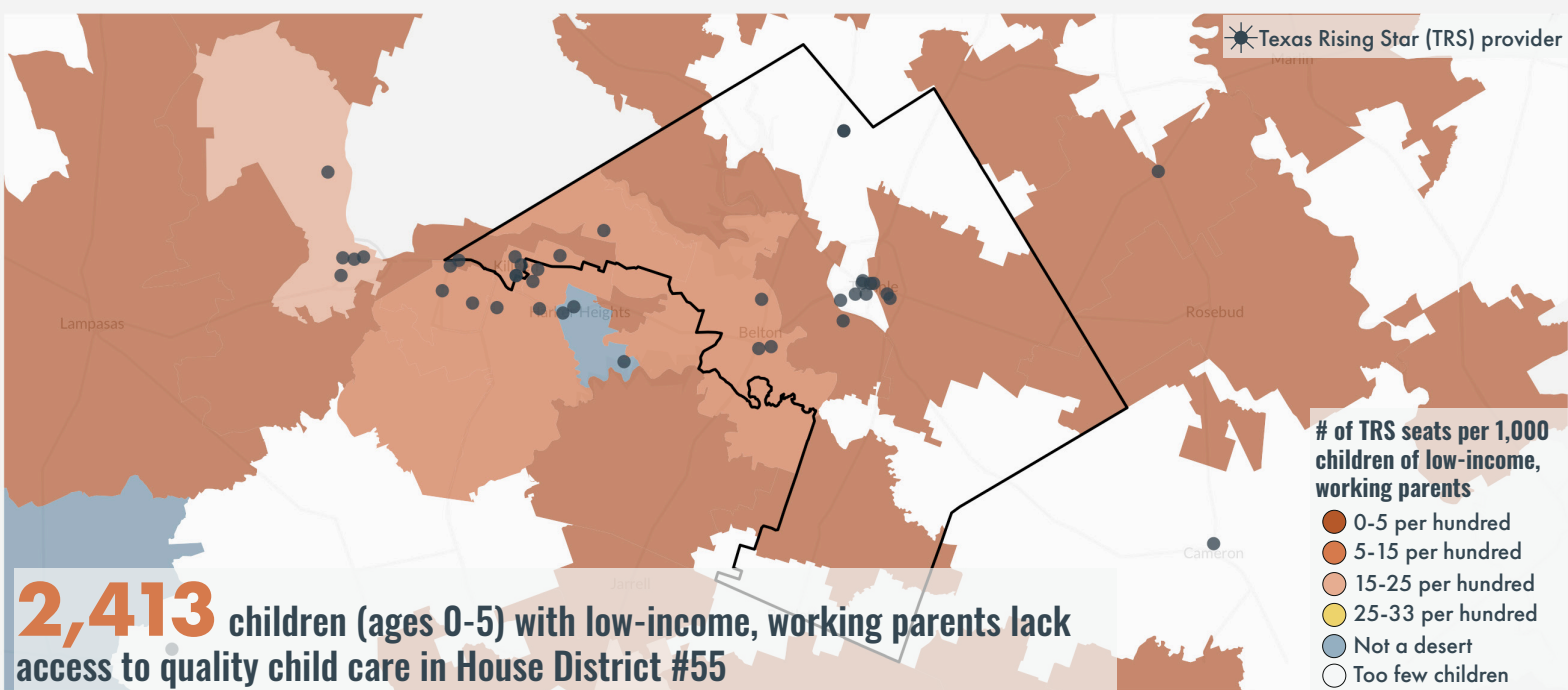 Texas Rising Star (TRS) provider
Marlin
Lampasas
Heights
Belton
Rosebud
# of TRS seats per 1,000
children of low-income,
working parents
0-5 per hundred
5-15 per hundred
15-25 per hundred
25-33 per hundred
Not a desert
Too few children
Cameron
Jarrell
2,413 children (ages 0-5) with low-income, working parents lack
access to quality child care in House District #55